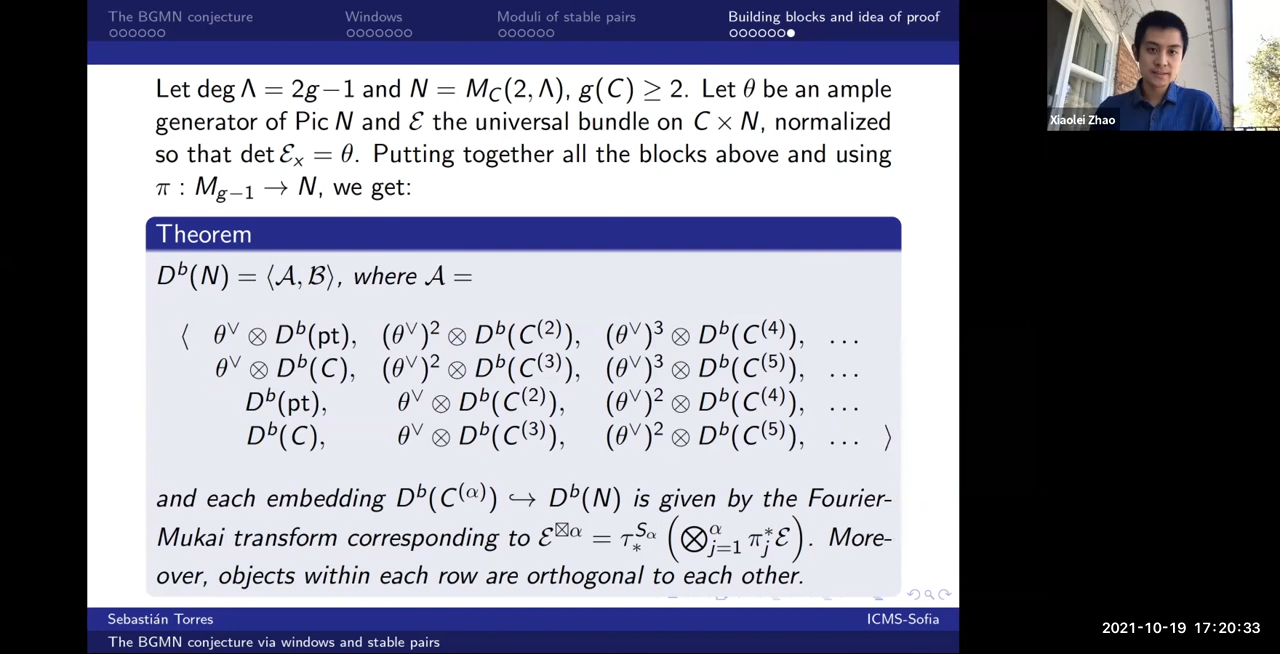 The BGMN conjecture Windows Moduli of stable pairs Building blocks and idea of proof
Let deg Λ = 2g−1 and N = M_C(2, Λ), g(C) ≥ 2. Let θ be an ample
generator of Pic N and ℰ the universal bundle on C × N, normalized
so that det ℰ_x = θ. Putting together all the blocks above and using
π : M_{g−1} → N, we get:
Theorem
D^b(N) = ⟨𝒜, ℬ⟩, where 𝒜 =
⟨ θ^∨ ⊗ D^b(pt), (θ^∨)^2 ⊗ D^b(C^{(2)}), (θ^∨)^3 ⊗ D^b(C^{(4)}), …
θ^∨ ⊗ D^b(C), (θ^∨)^2 ⊗ D^b(C^{(3)}), (θ^∨)^3 ⊗ D^b(C^{(5)}), …
D^b(pt), θ^∨ ⊗ D^b(C^{(2)}), (θ^∨)^2 ⊗ D^b(C^{(4)}), …
D^b(C), θ^∨ ⊗ D^b(C^{(3)}), (θ^∨)^2 ⊗ D^b(C^{(5)}), … ⟩
and each embedding D^b(C^{(α)}) ↪ D^b(N) is given by the Fourier-
Mukai transform corresponding to ℰ^{⊠α} = τ_*^{S_α} (⊗_{j=1}^α π_j^*ℰ). More-
over, objects within each row are orthogonal to each other.
Sebastián Torres ICMS-Sofia
The BGMN conjecture via windows and stable pairs
Xiaolei Zhao
2021-10-19 17:20:33